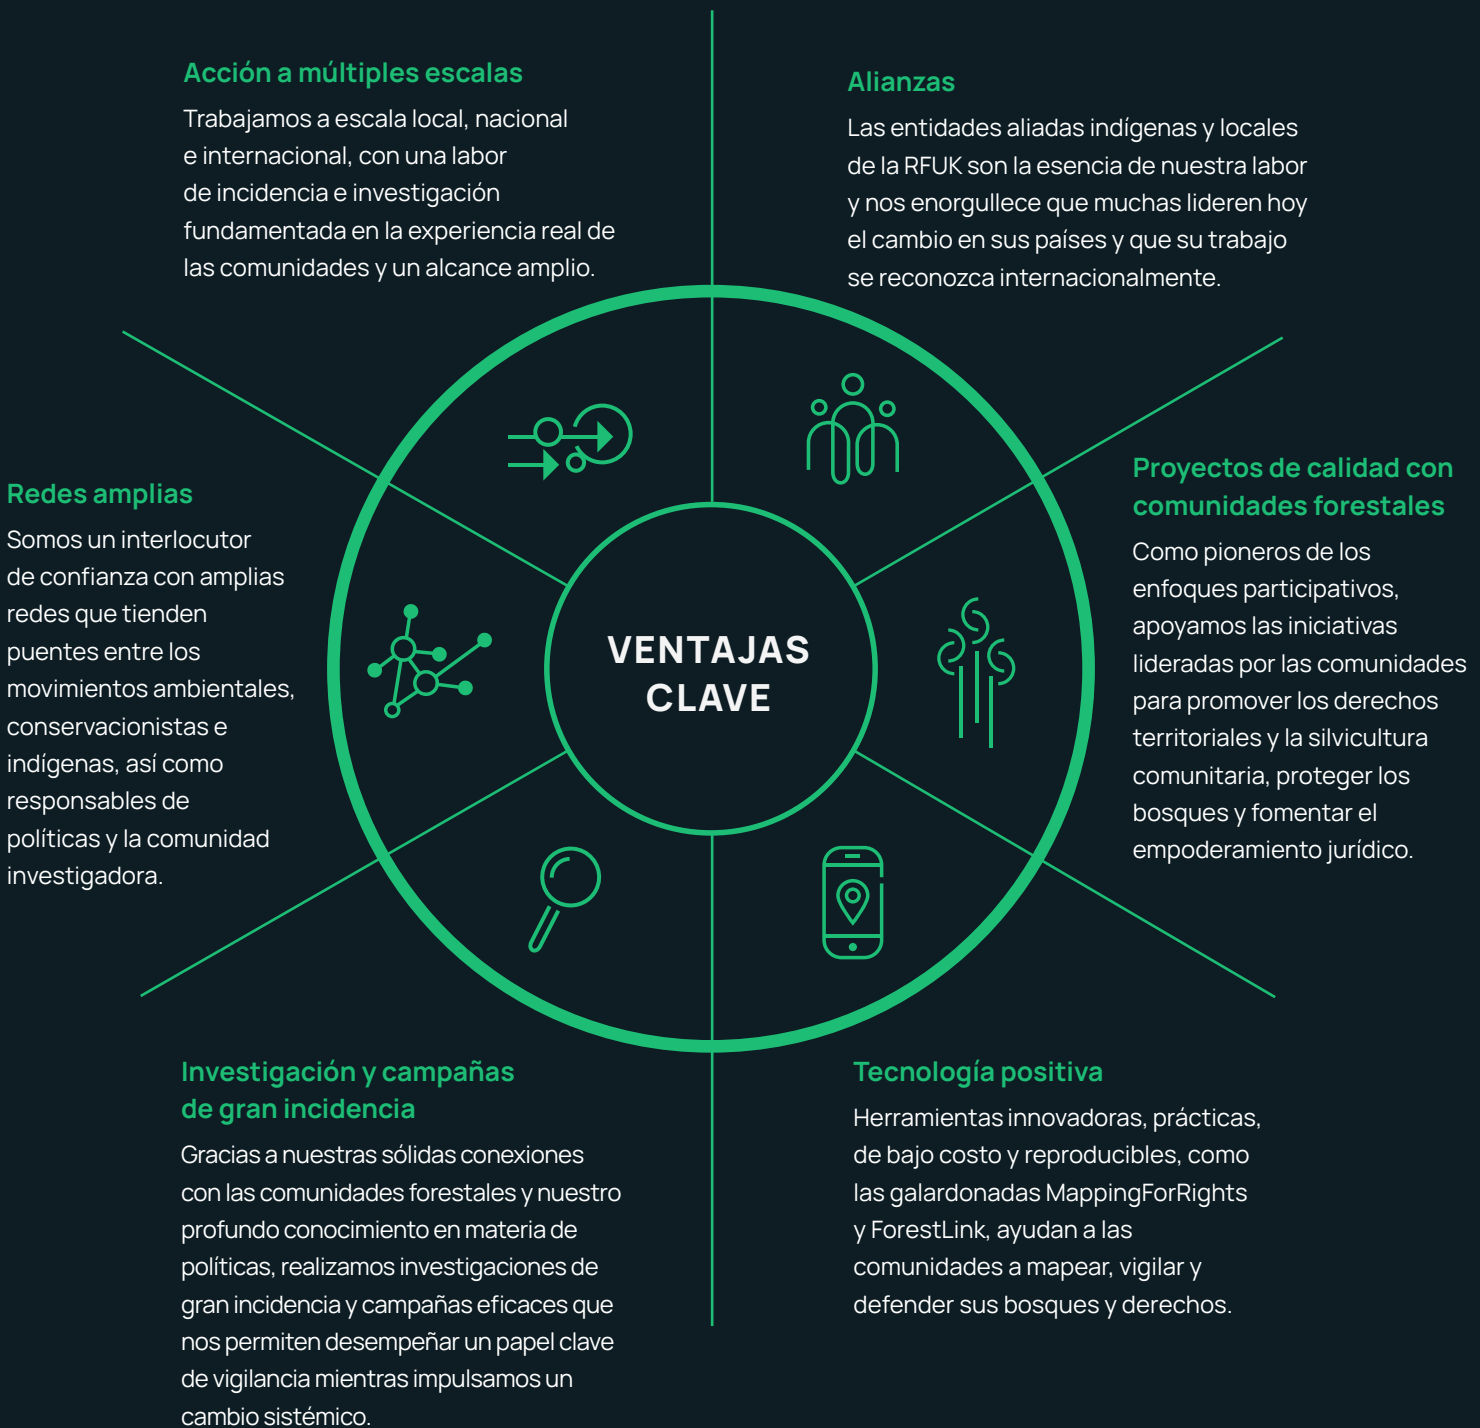 Acción a múltiples escalas
Trabajamos a escala local, nacional
e internacional, con una labor
de incidencia e investigación
fundamentada en la experiencia real de
las comunidades y un alcance amplio.
Alianzas
Las entidades aliadas indígenas y locales
de la RFUK son la esencia de nuestra labor
y nos enorgullece que muchas lideren hoy
el cambio en sus países y que su trabajo
se reconozca internacionalmente.
Redes amplias
Somos un interlocutor
de confianza con amplias
redes que tienden
puentes entre los
movimientos ambientales,
conservacionistas e
indígenas, así como
responsables de
políticas y la comunidad
investigadora.
VENTAJAS
CLAVE
Proyectos de calidad con
comunidades forestales
Como pioneros de los
enfoques participativos,
apoyamos las iniciativas
lideradas por las comunidades
para promover los derechos
territoriales y la silvicultura
comunitaria, proteger los
bosques y fomentar el
empoderamiento jurídico.
Investigación y campañas
de gran incidencia
Gracias a nuestras sólidas conexiones
con las comunidades forestales y nuestro
profundo conocimiento en materia de
políticas, realizamos investigaciones de
gran incidencia y campañas eficaces que
nos permiten desempeñar un papel clave
de vigilancia mientras impulsamos un
cambio sistémico.
Tecnología positiva
Herramientas innovadoras, prácticas,
de bajo costo y reproducibles, como
las galardonadas MappingForRights
y ForestLink, ayudan a las
comunidades a mapear, vigilar y
defender sus bosques y derechos.